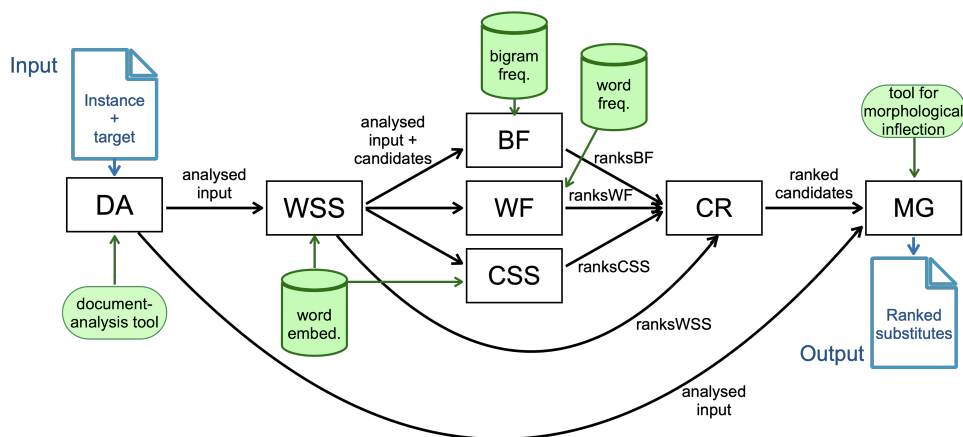 Input
Instance
+
target
bigram
freq.
word
freq.
tool for
morphological
inflection
analysed
input +
candidates
BF
ranksBF
analysed
input
ranked
candidates
DA
WSS
WF
ranksWF
CR
MG
CSS
ranksCSS
document-
analysis tool
word
embed.
ranksWSS
Ranked
substitutes
Output
analysed
input